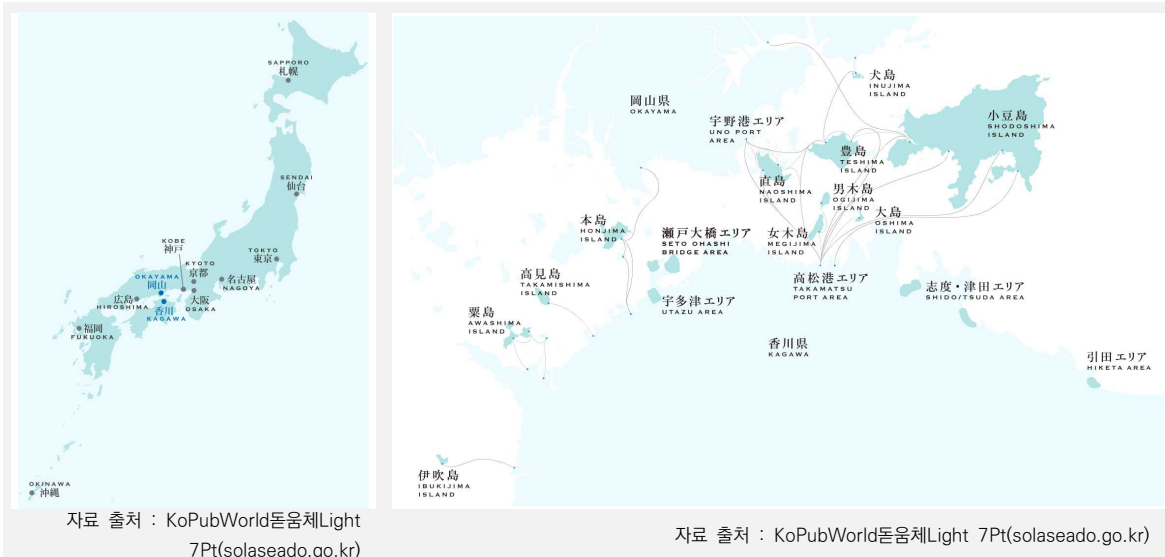 SAPPORO
札幌
SENDAI
仙台
TOKYO
東京
KOBE
神戸
KYOTO
京都
名古屋
NAGOYA
OKAYAMA
岡山
広島
HIROSHIMA
大阪
OSAKA
香川
KAGAWA
福岡
FUKUOKA
OKINAWA
沖縄
자료 출처 : KoPubWorld돋움체Light
7Pt(solaseado.go.kr)
岡山県
OKAYAMA
犬島
INUJIMA
ISLAND
宇野港エリア
UNO PORT
AREA
小豆島
SHODOSHIMA
ISLAND
豊島
TESHIMA
ISLAND
直島
NAOSHIMA
ISLAND
男木島
OGIJIMA
ISLAND
大島
OSHIMA
ISLAND
本島
HONJIMA
ISLAND
瀬戸大橋エリア
SETO OHASHI
BRIDGE AREA
女木島
MEGIJIMA
ISLAND
高見島
TAKAMISHIMA
ISLAND
高松港エリア
TAKAMATSU
PORT AREA
志度・津田エリア
SHIDO/TSUDA AREA
宇多津エリア
UTAZU AREA
粟島
AWASHIMA
ISLAND
香川県
KAGAWA
引田エリア
HIKETA AREA
伊吹島
IBUKIJIMA
ISLAND
자료 출처 : KoPubWorld돋움체Light 7Pt(solaseado.go.kr)